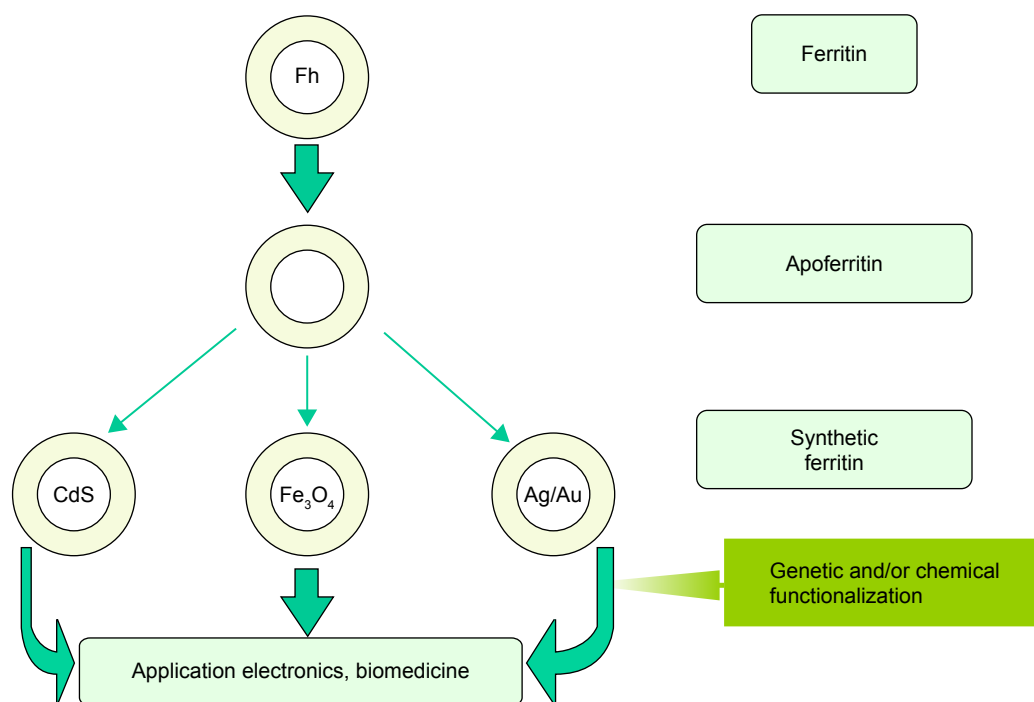 Fh
Ferritin
Apoferritin
CdS
Fe₃O₄
Ag/Au
Synthetic
ferritin
Genetic and/or chemical
functionalization
Application electronics, biomedicine